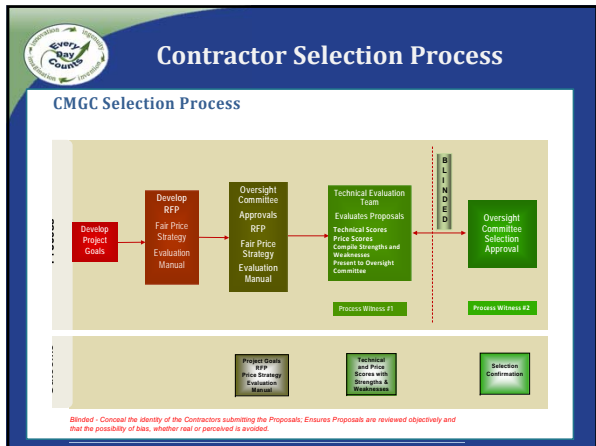 innovation
ingenuity
Every
Day
Counts
imagination
invention
Contractor Selection Process
CMGC Selection Process
Develop
Project
Goals
Develop
RFP
Fair Price
Strategy
Evaluation
Manual
Oversight
Committee
Approvals
RFP
Fair Price
Strategy
Evaluation
Manual
Technical Evaluation
Team
Evaluates Proposals
Technical Scores
Price Scores
Compile Strengths and
Weaknesses
Present to Oversight
Committee
B
L
I
N
D
E
D
Oversight
Committee
Selection
Approval
Process Witness #1
Process Witness #2
Project Goals
RFP
Price Strategy
Evaluation
Manual
Technical
and Price
Scores with
Strengths &
Weaknesses
Selection
Confirmation
Blinded - Conceal the identity of the Contractors submitting the Proposals; Ensures Proposals are reviewed objectively and
that the possibility of bias, whether real or perceived is avoided.